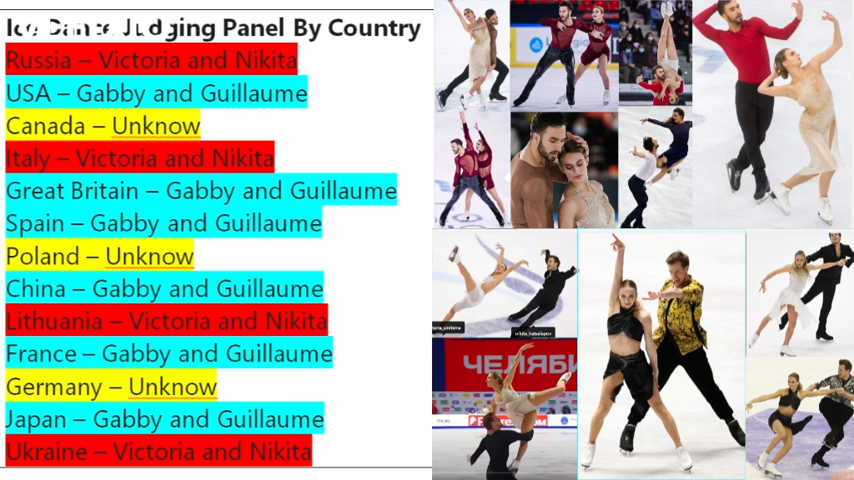 Ice Dance Judging Panel By Country
Russia – Victoria and Nikita
USA – Gabby and Guillaume
Canada – Unknow
Italy – Victoria and Nikita
Great Britain – Gabby and Guillaume
Spain – Gabby and Guillaume
Poland – Unknow
China – Gabby and Guillaume
Lithuania – Victoria and Nikita
France – Gabby and Guillaume
Germany – Unknow
Japan – Gabby and Guillaume
Ukraine – Victoria and Nikita
ЧЕЛЯБИ